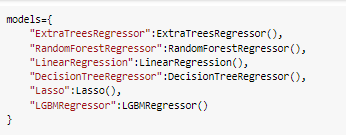 models={
    "ExtraTreesRegressor":ExtraTreesRegressor(),
    "RandomForestRegressor":RandomForestRegressor(),
    "LinearRegression":LinearRegression(),
    "DecisionTreeRegressor":DecisionTreeRegressor(),
    "Lasso":Lasso(),
    "LGBMRegressor":LGBMRegressor()
}